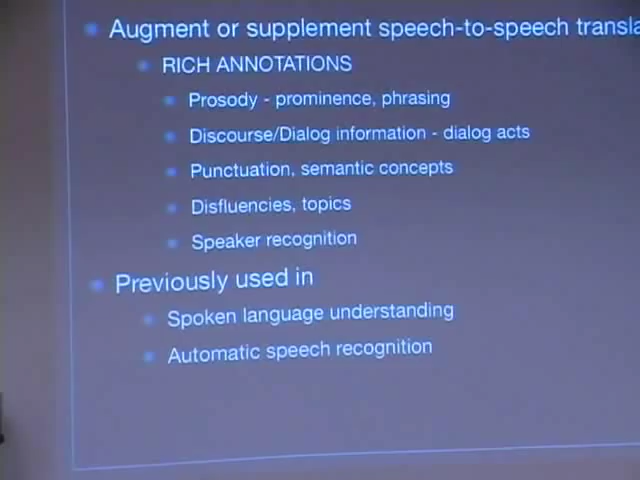 Augment or supplement speech-to-speech
RICH ANNOTATIONS
Prosody - prominence, phrasing
Discourse/Dialog information - dialog acts
Punctuation, semantic concepts
Disfluencies, topics
Speaker recognition
Previously used in
Spoken language understanding
Automatic speech recognition